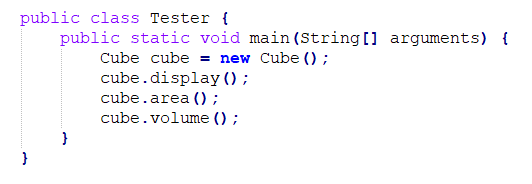 public class Tester {
    public static void main(String[] arguments) {
        Cube cube = new Cube();
        cube.display();
        cube.area();
        cube.volume();
    }
}